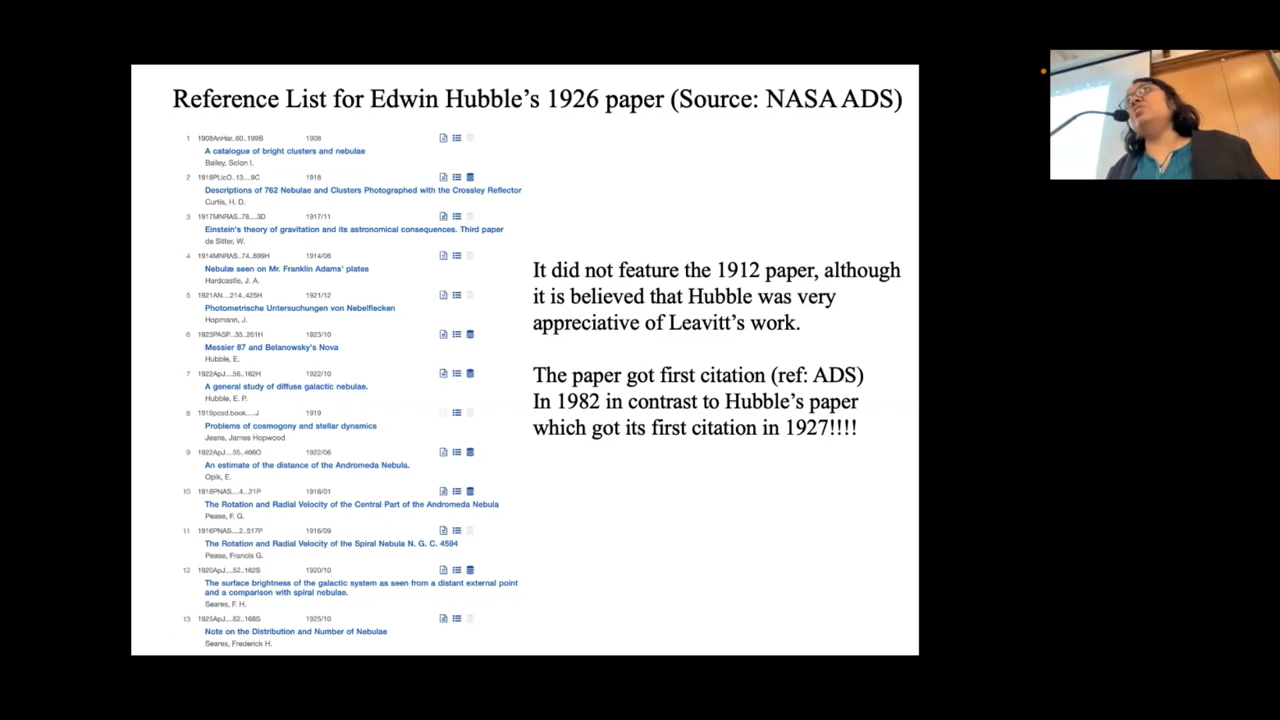 Reference List for Edwin Hubble's 1926 paper (Source: NASA ADS)
1 1908AnHar..60..199B 1908
A catalogue of bright clusters and nebulae
Bailey, Solon I.
2 1918PLicO..13....9C 1918
Descriptions of 762 Nebulae and Clusters Photographed with the Crossley Reflector
Curtis, H. D.
3 1917MNRAS..78....3D 1917/11
Einstein's theory of gravitation and its astronomical consequences. Third paper
de Sitter, W.
4 1914MNRAS..74..699H 1914/06
Nebulæ seen on Mr. Franklin Adams' plates
Hardcastle, J. A.
5 1921AN....214..425H 1921/12
Photometrische Untersuchungen von Nebelflecken
Hopmann, J.
6 1923PASP...35..261H 1923/10
Messier 87 and Belanowsky's Nova
Hubble, E.
7 1922ApJ....56..162H 1922/10
A general study of diffuse galactic nebulae.
Hubble, E. P.
8 1919pcsd.book.....J 1919
Problems of cosmogony and stellar dynamics
Jeans, James Hopwood
9 1922ApJ....55..406O 1922/06
An estimate of the distance of the Andromeda Nebula.
Opik, E.
10 1918PNAS....4...21P 1918/01
The Rotation and Radial Velocity of the Central Part of the Andromeda Nebula
Pease, F. G.
11 1916PNAS....2..517P 1916/09
The Rotation and Radial Velocity of the Spiral Nebula N. G. C. 4594
Pease, Francis G.
12 1920ApJ....52..162S 1920/10
The surface brightness of the galactic system as seen from a distant external point
and a comparison with spiral nebulae.
Seares, F. H.
13 1925ApJ....62..168S 1925/10
Note on the Distribution and Number of Nebulae
Seares, Frederick H.
It did not feature the 1912 paper, although
it is believed that Hubble was very
appreciative of Leavitt's work.
The paper got first citation (ref: ADS)
In 1982 in contrast to Hubble's paper
which got its first citation in 1927!!!!